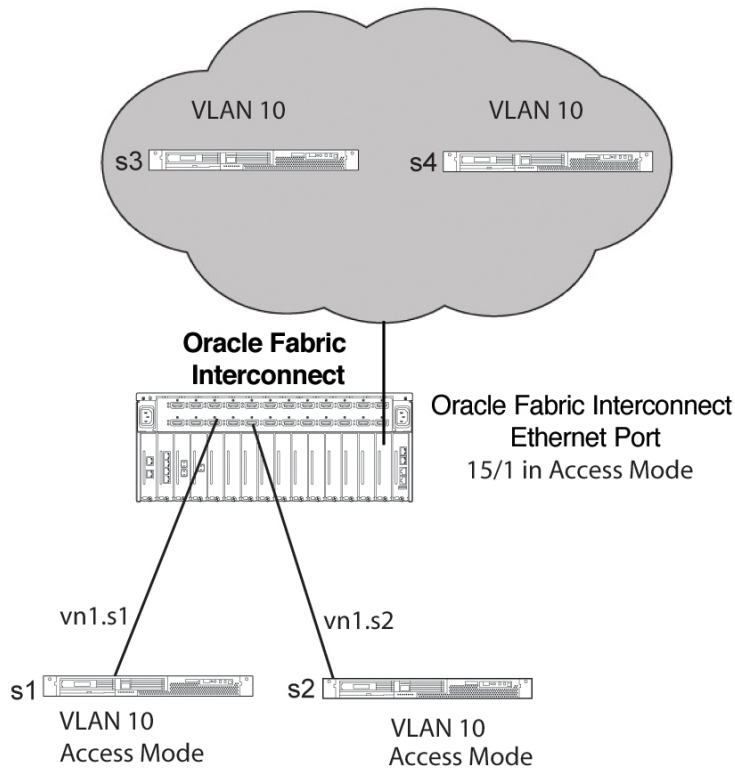 VLAN 10
VLAN 10
s3
s4
Oracle Fabric
Interconnect
Oracle Fabric Interconnect
Ethernet Port
15/1 in Access Mode
vn1.s1
vn1.s2
s1
s2
VLAN 10
Access Mode
VLAN 10
Access Mode